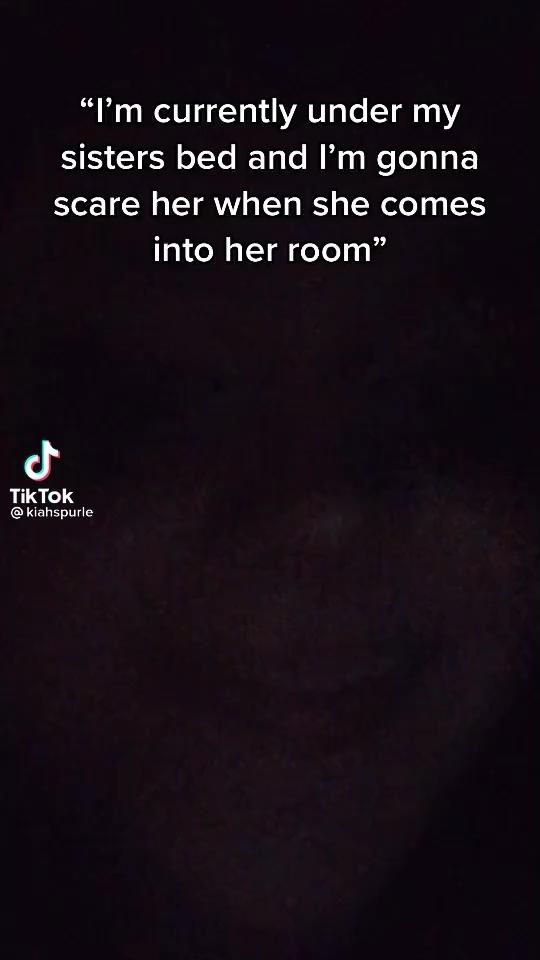 “I’m currently under my
sisters bed and I’m gonna
scare her when she comes
into her room”
TikTok
@kiahspurle